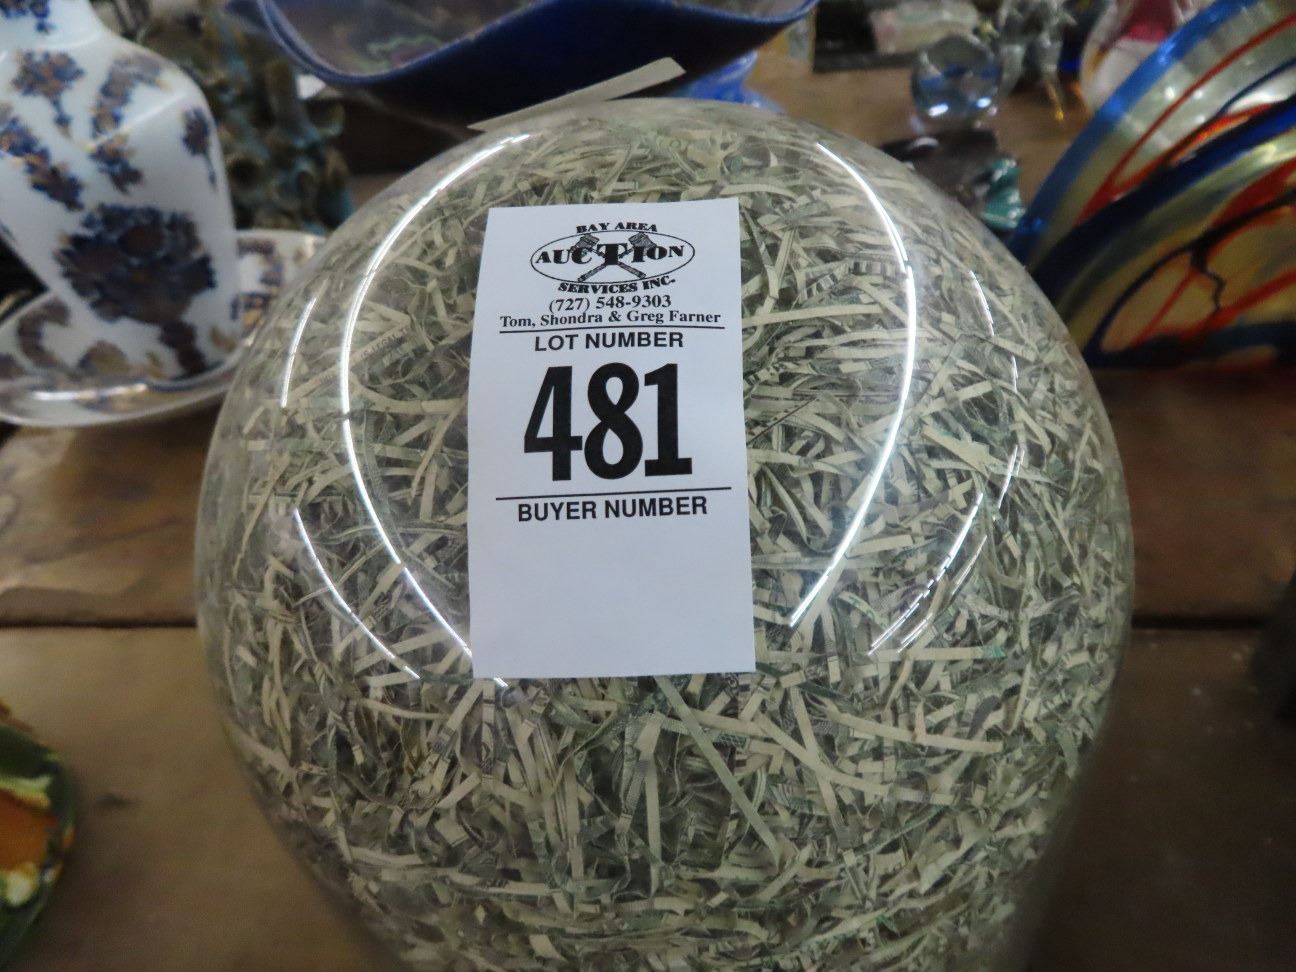 BAY AREA
AUCTION
SERVICES INC.
(727) 548-9303
Tom, Shondra & Greg Farner
LOT NUMBER
481
BUYER NUMBER